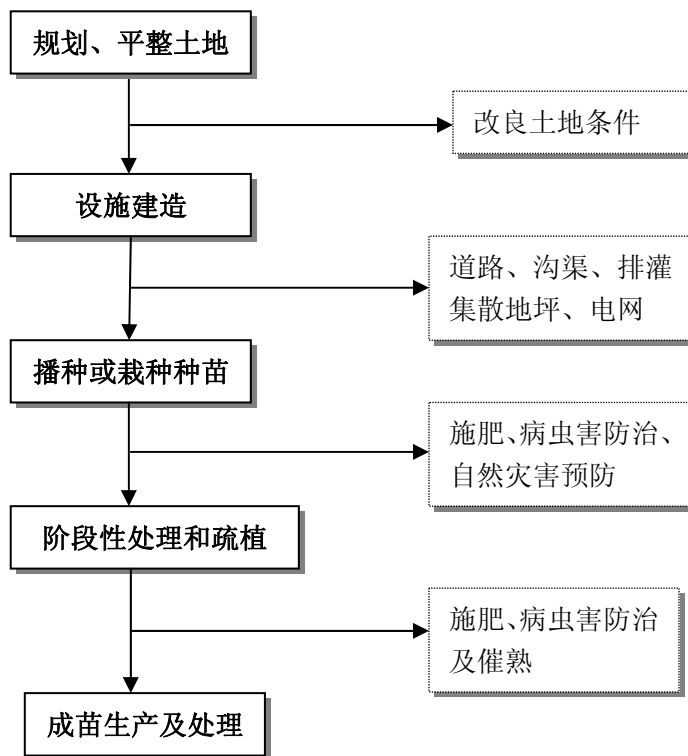 规划、平整土地
改良土地条件
设施建造
道路、沟渠、排灌
集散地坪、电网
播种或栽种种苗
施肥、病虫害防治、
自然灾害预防
阶段性处理和疏植
施肥、病虫害防治
及催熟
成苗生产及处理